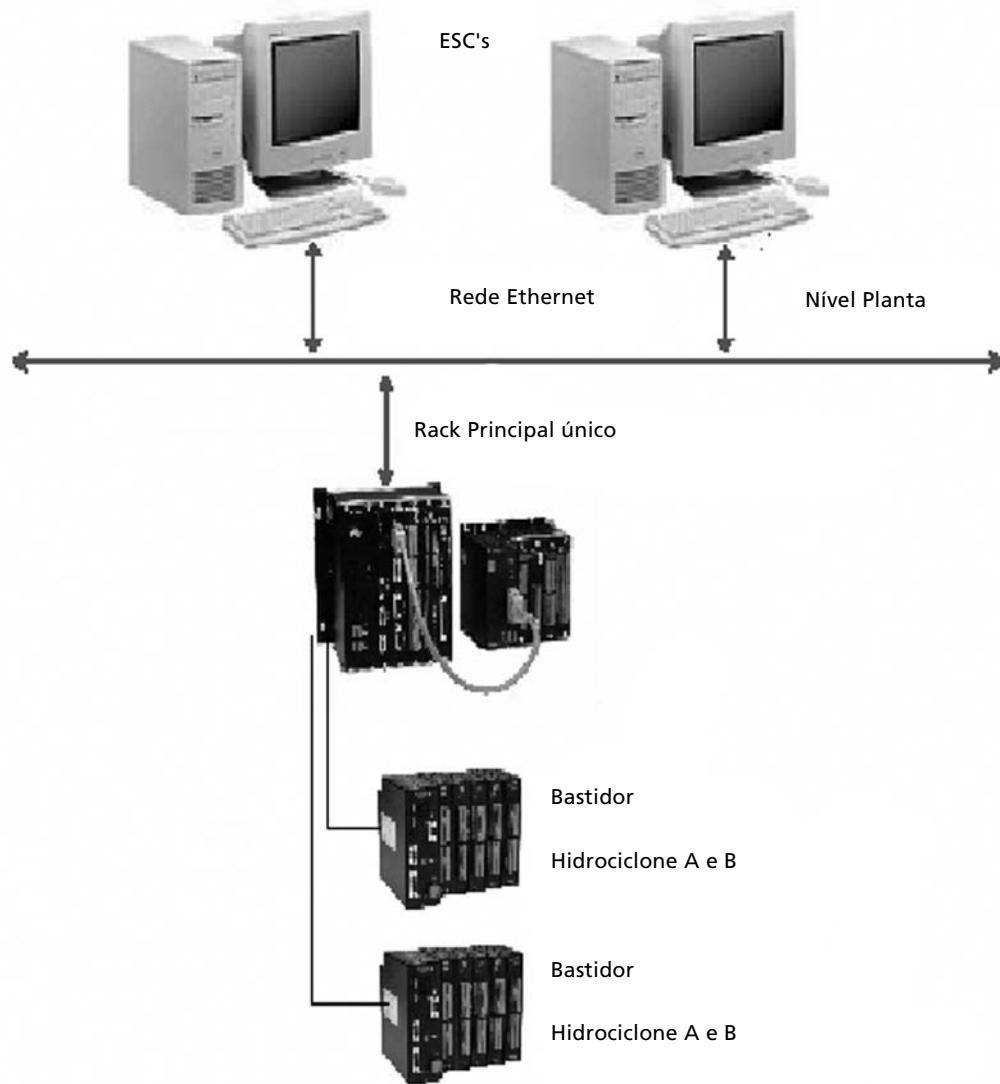 ESC's
Rede Ethernet
Nível Planta
Rack Principal único
Bastidor
Hidrociclone A e B
Bastidor
Hidrociclone A e B